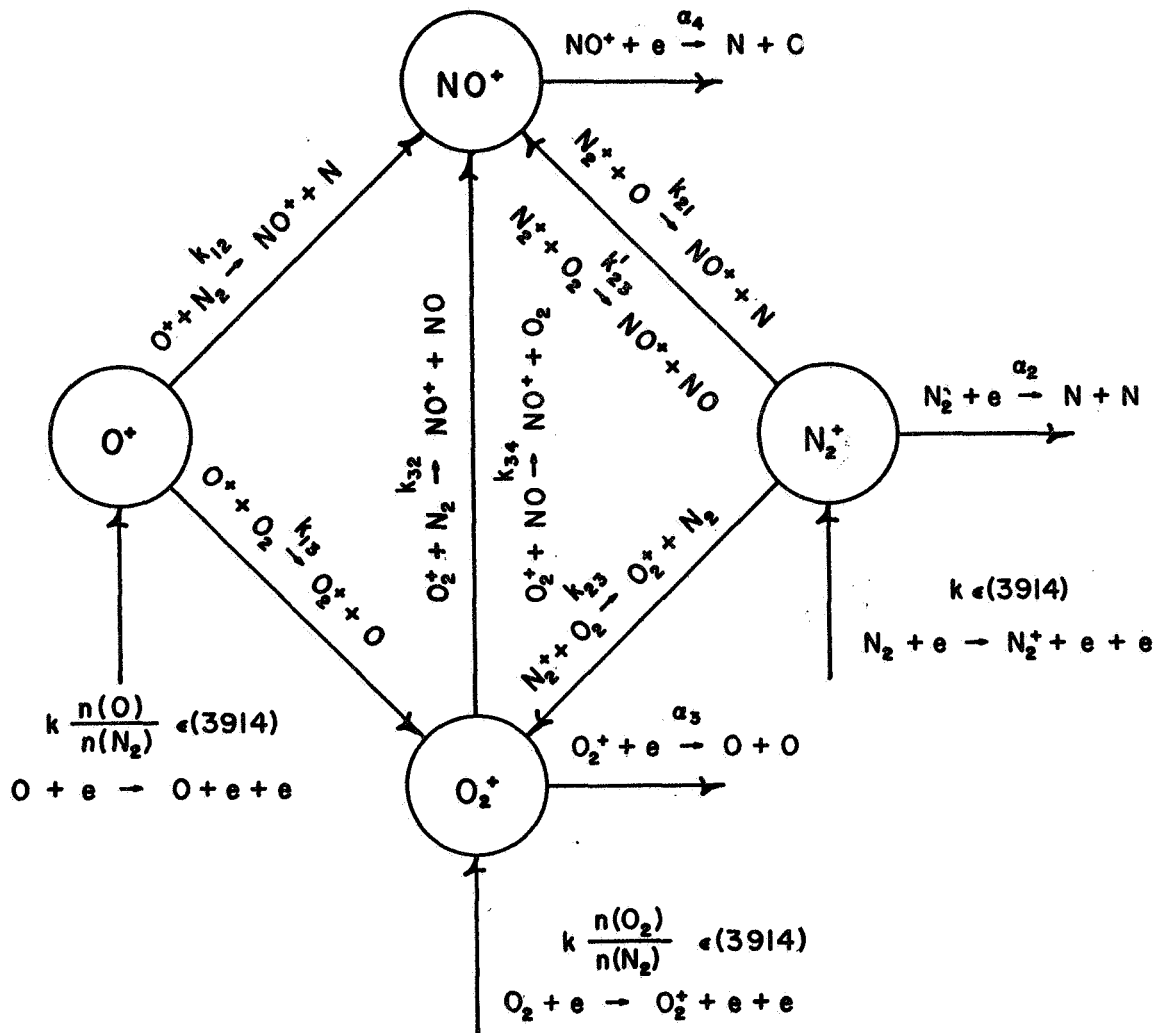 NO⁺ + e →(α₄) N + O
NO⁺
O⁺ + N₂ →(k₁₂) NO⁺ + N
N₂⁺ + O →(k₂₁) NO⁺ + N
N₂⁺ + O₂ →(k′₂₃) NO⁺ + NO
O₂⁺ + N₂ →(k₃₂) NO⁺ + NO
O₂⁺ + NO →(k₃₄) NO⁺ + O₂
O⁺
N₂⁺
N₂⁺ + e →(α₂) N + N
O⁺ + O₂ →(k₁₃) O₂⁺ + O
N₂⁺ + O₂ →(k₂₃) O₂⁺ + N₂
k ϵ(3914)
N₂ + e → N₂⁺ + e + e
k n(O)/n(N₂) ϵ(3914)
O + e → O + e + e
O₂⁺ + e →(α₃) O + O
O₂⁺
k n(O₂)/n(N₂) ϵ(3914)
O₂ + e → O₂⁺ + e + e